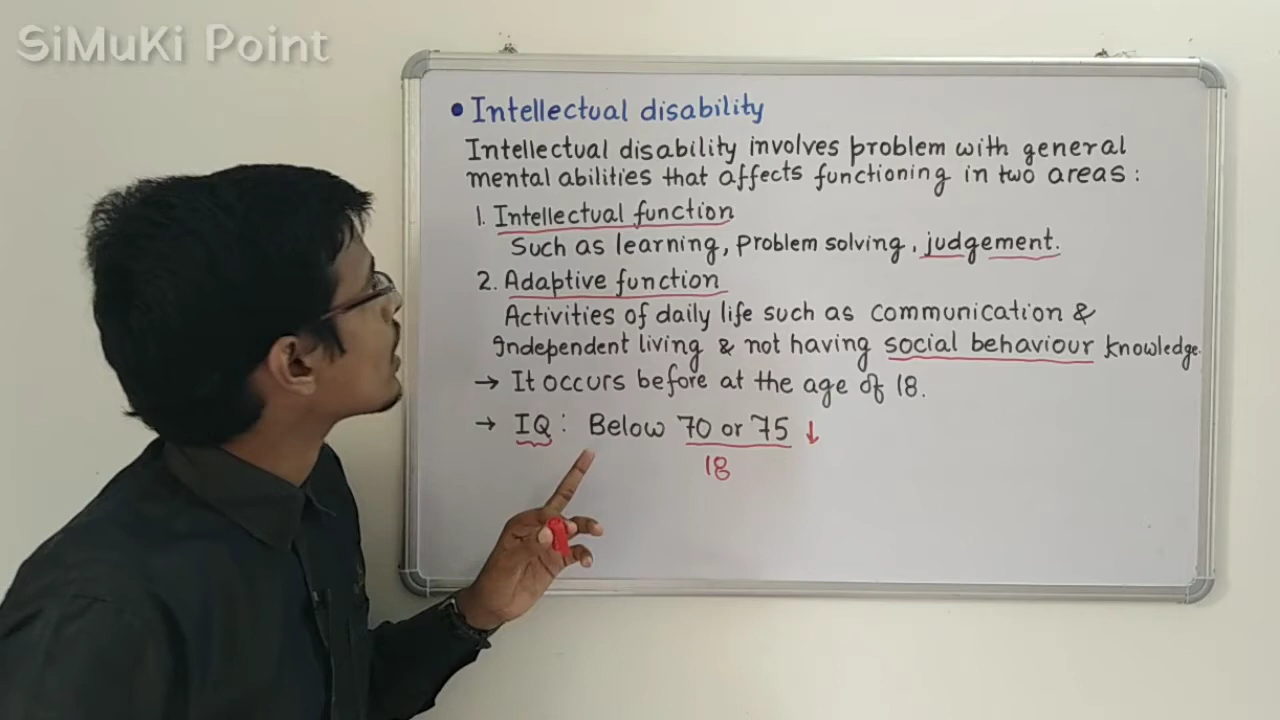 SiMuKi Point
• Intellectual disability
Intellectual disability involves problem with general
mental abilities that affects functioning in two areas :
1. Intellectual function
Such as learning, problem solving, judgement.
2. Adaptive function
Activities of daily life such as communication &
Independent living & not having social behaviour knowledge.
→ It occurs before at the age of 18.
→ IQ : Below 70 or 75 ↓
18